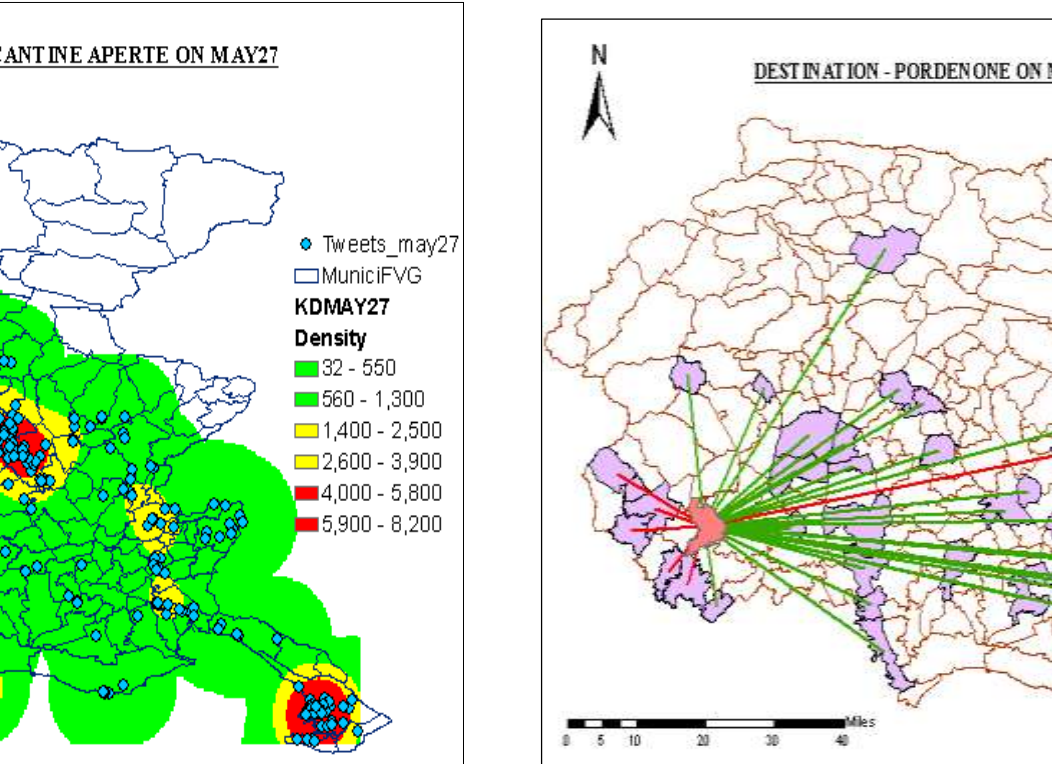 CANTINE APERTE ON MAY27
Tweets_may27
MuniciFVG
KDMAY27
Density
32 - 550
560 - 1,300
1,400 - 2,500
2,600 - 3,900
4,000 - 5,800
5,900 - 8,200
N
DESTINATION - PORDENONE ON
Miles
0 5 10 20 30 40